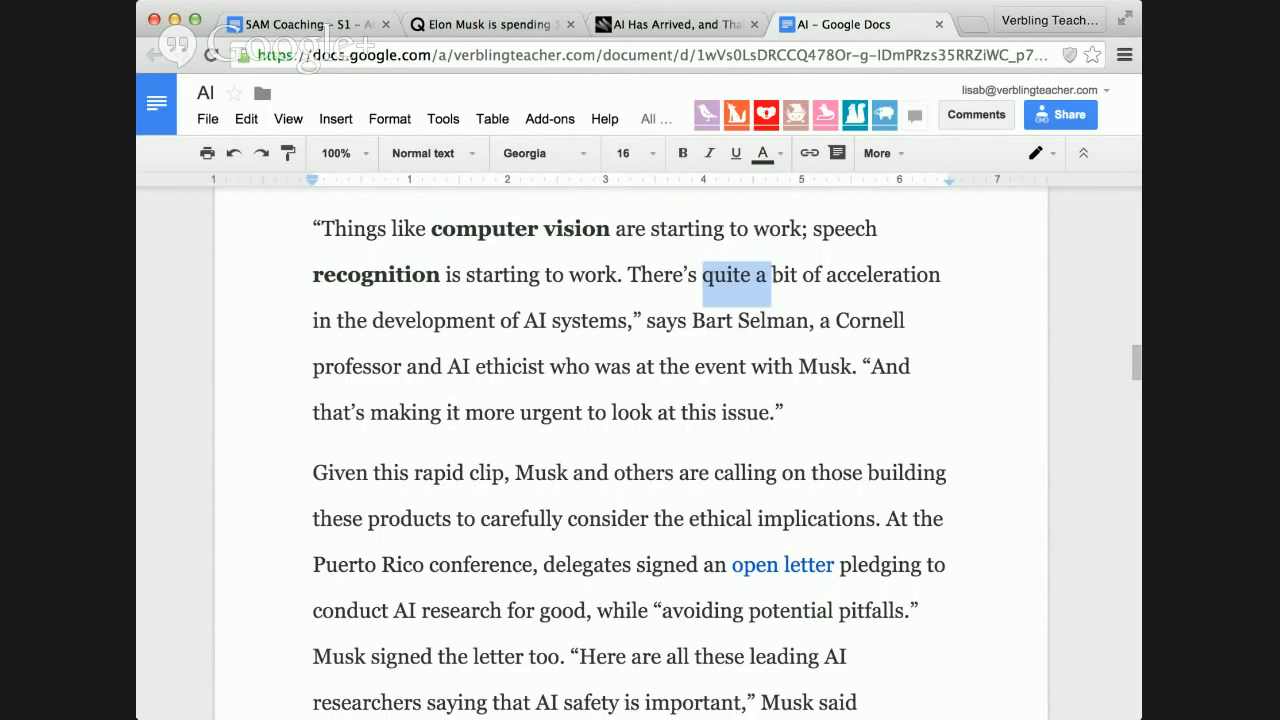 5AM Coaching - S1 - A
Elon Musk is spending
AI Has Arrived, and Tha
AI - Google Docs
Verbling Teach...
Google+
https://docs.google.com/a/verblingteacher.com/document/d/1wVs0LsDRCCQ478Or-g-IDmPRzs35RRZiWC_p7...
AI
lisab@verblingteacher.com
File Edit View Insert Format Tools Table Add-ons Help All ...
Comments
Share
100% Normal text Georgia 16 B I U A More
1 1 2 3 4 5 6 7
“Things like computer vision are starting to work; speech
recognition is starting to work. There’s quite a bit of acceleration
in the development of AI systems,” says Bart Selman, a Cornell
professor and AI ethicist who was at the event with Musk. “And
that’s making it more urgent to look at this issue.”
Given this rapid clip, Musk and others are calling on those building
these products to carefully consider the ethical implications. At the
Puerto Rico conference, delegates signed an open letter pledging to
conduct AI research for good, while “avoiding potential pitfalls.”
Musk signed the letter too. “Here are all these leading AI
researchers saying that AI safety is important,” Musk said